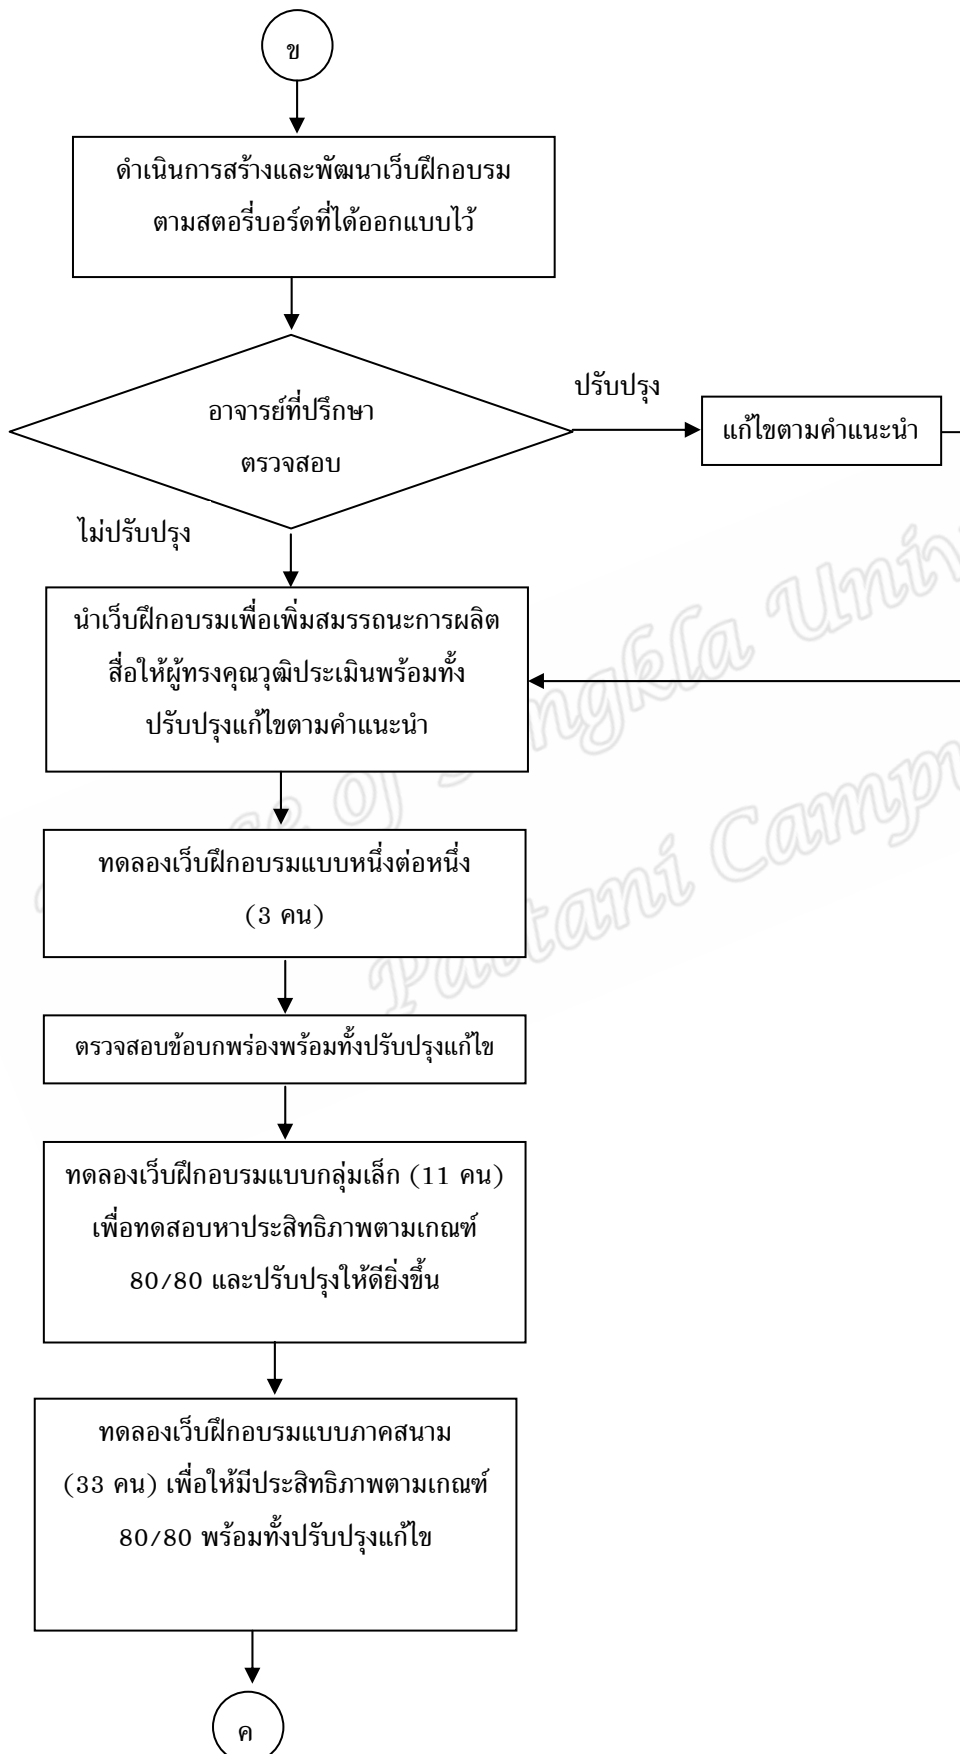 ข
ดำเนินการสร้างและพัฒนาเว็บฝึกอบรม
ตามสตอรี่บอร์ดที่ได้ออกแบบไว้
อาจารย์ที่ปรึกษา
ตรวจสอบ
ปรับปรุง
แก้ไขตามคำแนะนำ
ไม่ปรับปรุง
นำเว็บฝึกอบรมเพื่อเพิ่มสมรรถนะการผลิต
สื่อให้ผู้ทรงคุณวุฒิประเมินพร้อมทั้ง
ปรับปรุงแก้ไขตามคำแนะนำ
ทดลองเว็บฝึกอบรมแบบหนึ่งต่อหนึ่ง
(3 คน)
ตรวจสอบข้อบกพร่องพร้อมทั้งปรับปรุงแก้ไข
ทดลองเว็บฝึกอบรมแบบกลุ่มเล็ก (11 คน)
เพื่อทดสอบหาประสิทธิภาพตามเกณฑ์
80/80 และปรับปรุงให้ดียิ่งขึ้น
ทดลองเว็บฝึกอบรมแบบภาคสนาม
(33 คน) เพื่อให้มีประสิทธิภาพตามเกณฑ์
80/80 พร้อมทั้งปรับปรุงแก้ไข
ค
of
Pattani